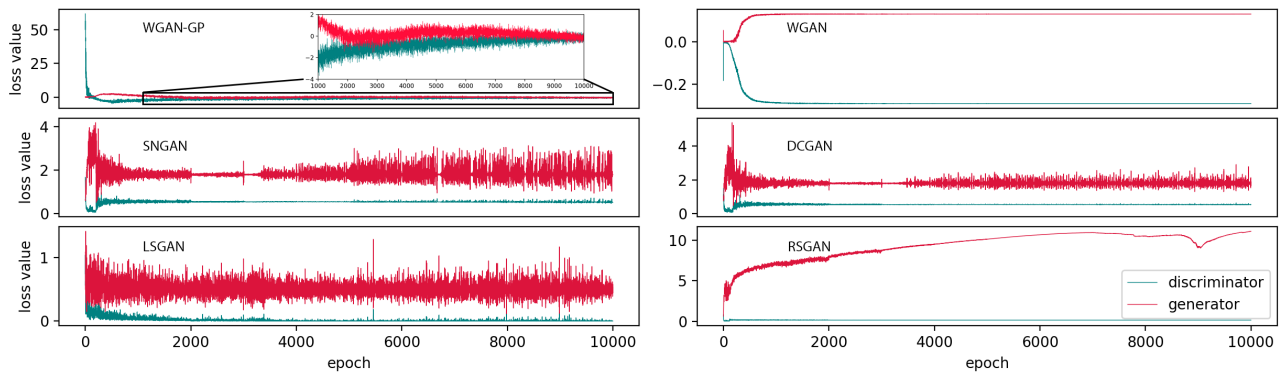 WGAN-GP
loss value
50
25
0
2
0
−2
−4
1000 2000 3000 4000 5000 6000 7000 8000 9000 10000
WGAN
0.0
−0.2
SNGAN
loss value
4
2
0
DCGAN
4
2
0
LSGAN
loss value
1
0
0 2000 4000 6000 8000 10000
epoch
RSGAN
10
5
0
discriminator
generator
0 2000 4000 6000 8000 10000
epoch